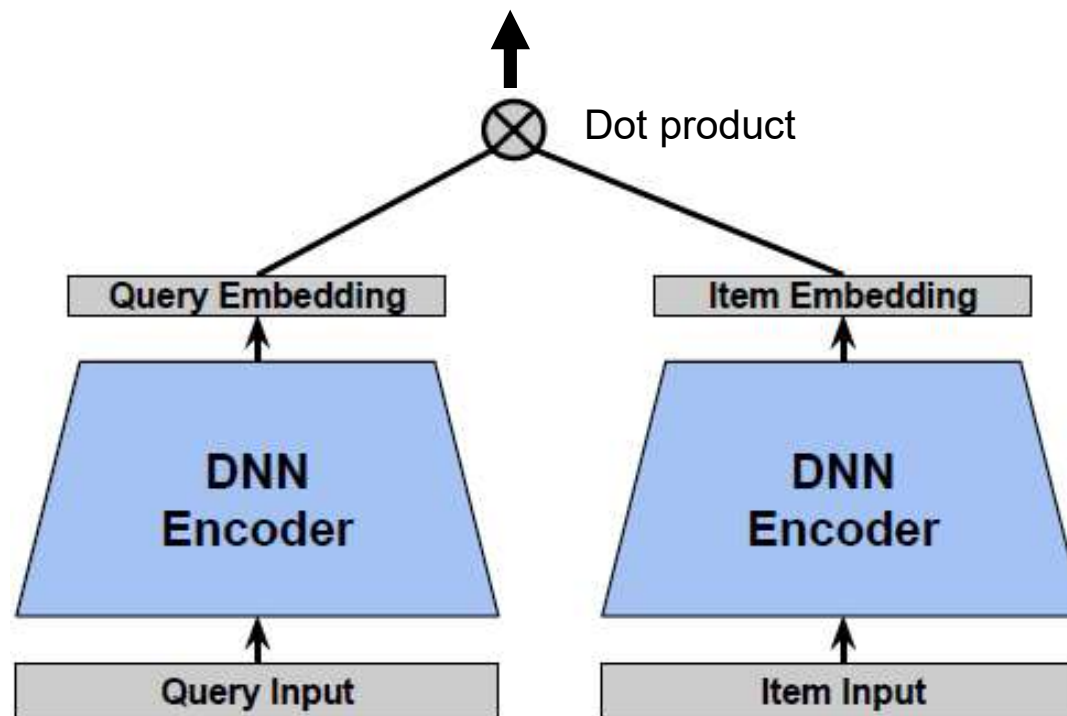 Dot product
Query Embedding
Item Embedding
DNN
Encoder
DNN
Encoder
Query Input
Item Input